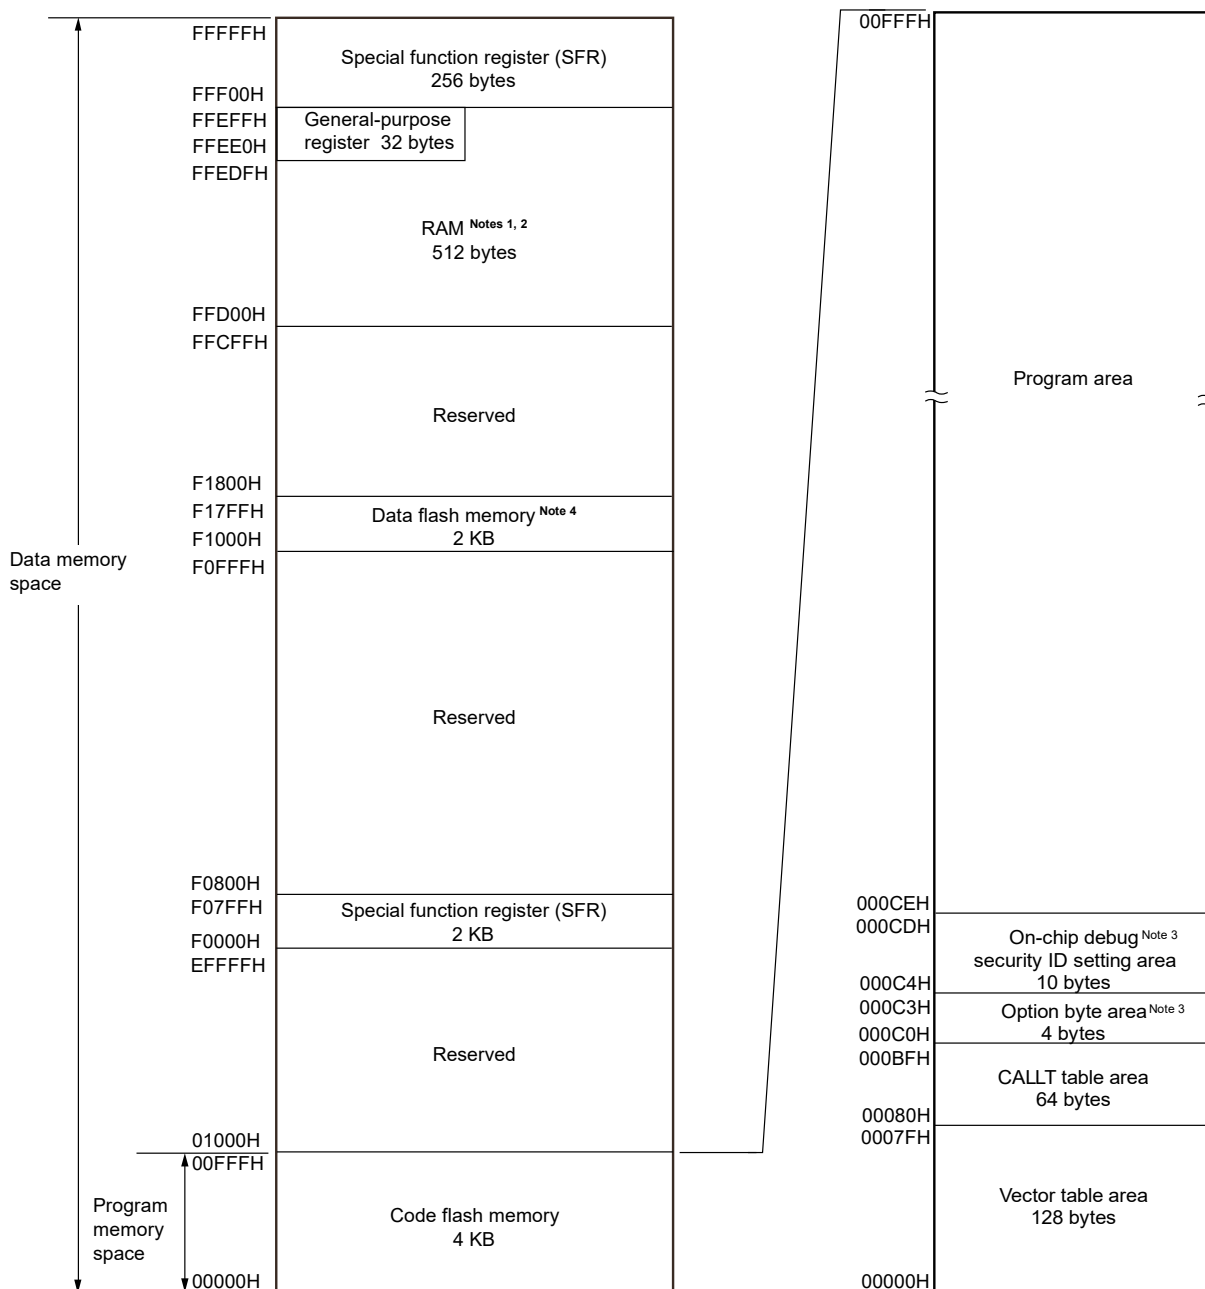 FFFFFH
Special function register (SFR)
256 bytes
FFF00H
FFEFFH
General-purpose
register 32 bytes
FFEE0H
FFEDFH
RAM Notes 1, 2
512 bytes
FFD00H
FFCFFH
Reserved
F1800H
F17FFH
Data flash memory Note 4
2 KB
F1000H
F0FFFH
Data memory
space
Reserved
F0800H
F07FFH
Special function register (SFR)
2 KB
F0000H
EFFFFH
Reserved
01000H
00FFFH
Program
memory
space
Code flash memory
4 KB
00000H
00FFFH
Program area
000CEH
000CDH
On-chip debug Note 3
security ID setting area
10 bytes
000C4H
000C3H
Option byte area Note 3
4 bytes
000C0H
000BFH
CALLT table area
64 bytes
00080H
0007FH
Vector table area
128 bytes
00000H